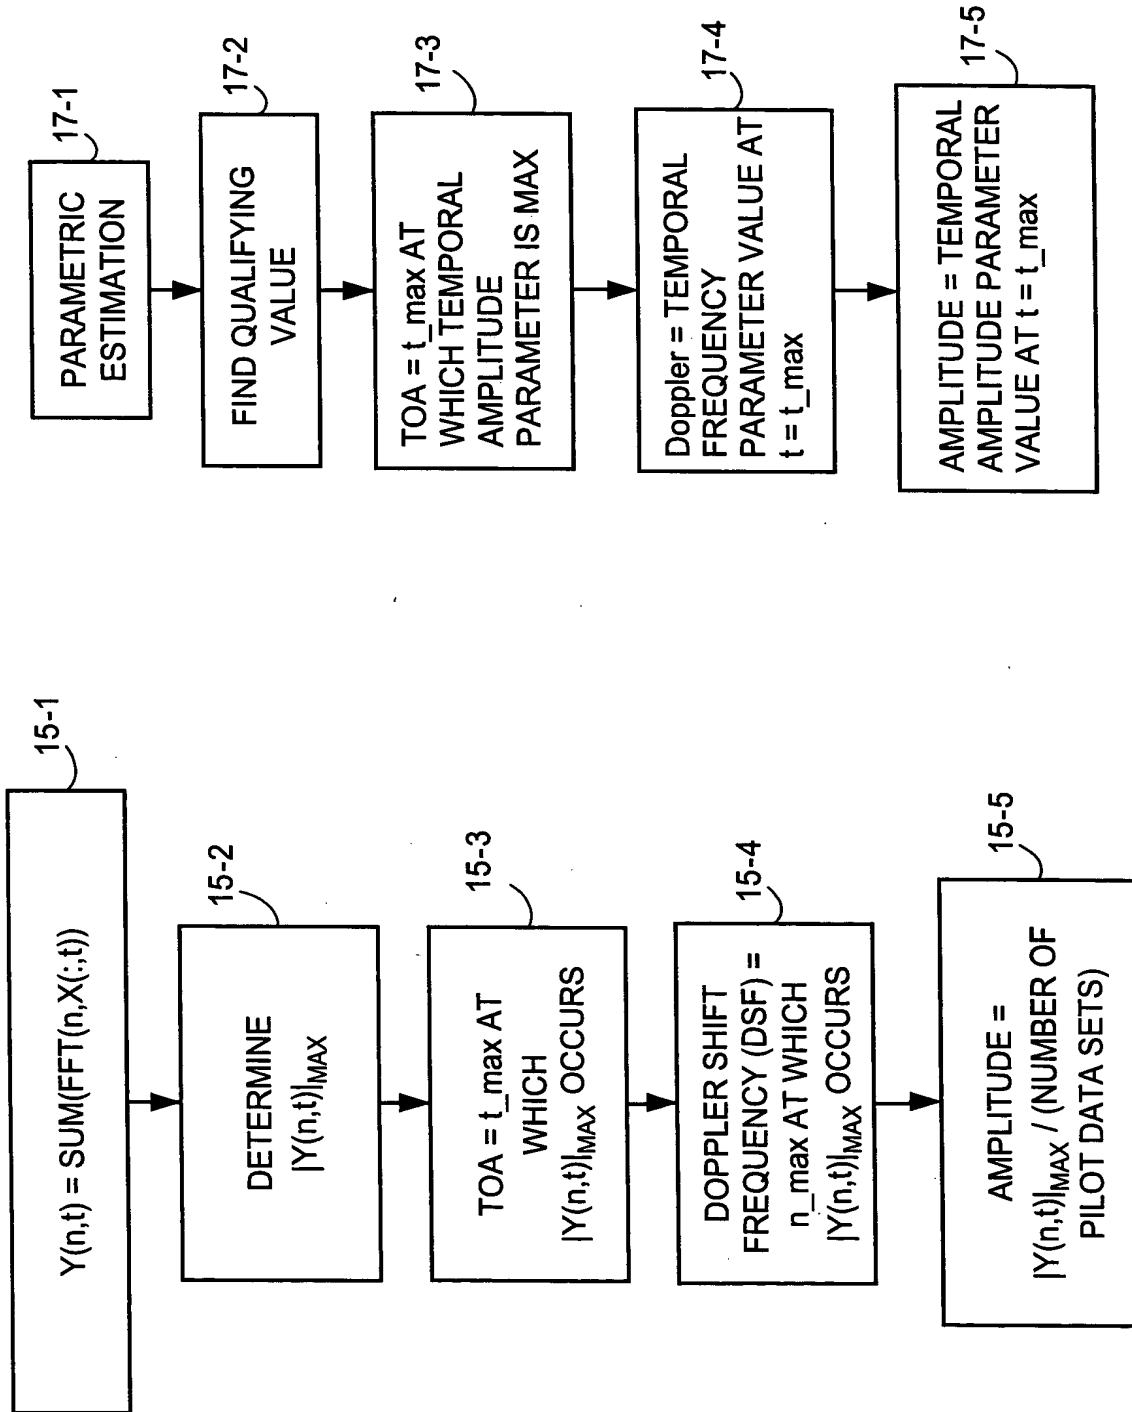 17-1
PARAMETRIC
ESTIMATION
17-2
FIND QUALIFYING
VALUE
17-3
TOA = t_max AT
WHICH TEMPORAL
AMPLITUDE
PARAMETER IS MAX
17-4
Doppler = TEMPORAL
FREQUENCY
PARAMETER VALUE AT
t = t_max
17-5
AMPLITUDE = TEMPORAL
AMPLITUDE PARAMETER
VALUE AT t = t_max
15-1
Y(n,t) = SUM(FFT(n,X(:,t))
15-2
DETERMINE
|Y(n,t)|MAX
15-3
TOA = t_max AT
WHICH
|Y(n,t)|MAX OCCURS
15-4
DOPPLER SHIFT
FREQUENCY (DSF) =
n_max AT WHICH
|Y(n,t)|MAX OCCURS
15-5
AMPLITUDE =
|Y(n,t)|MAX / (NUMBER OF
PILOT DATA SETS)